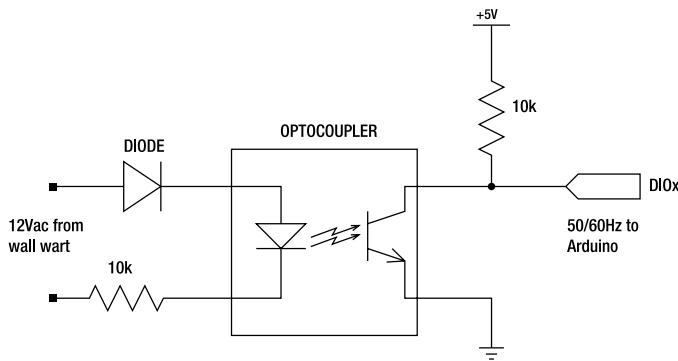 +5V
10k
OPTOCOUPLER
DIODE
DIOx
12Vac from
wall wart
50/60Hz to
Arduino
10k